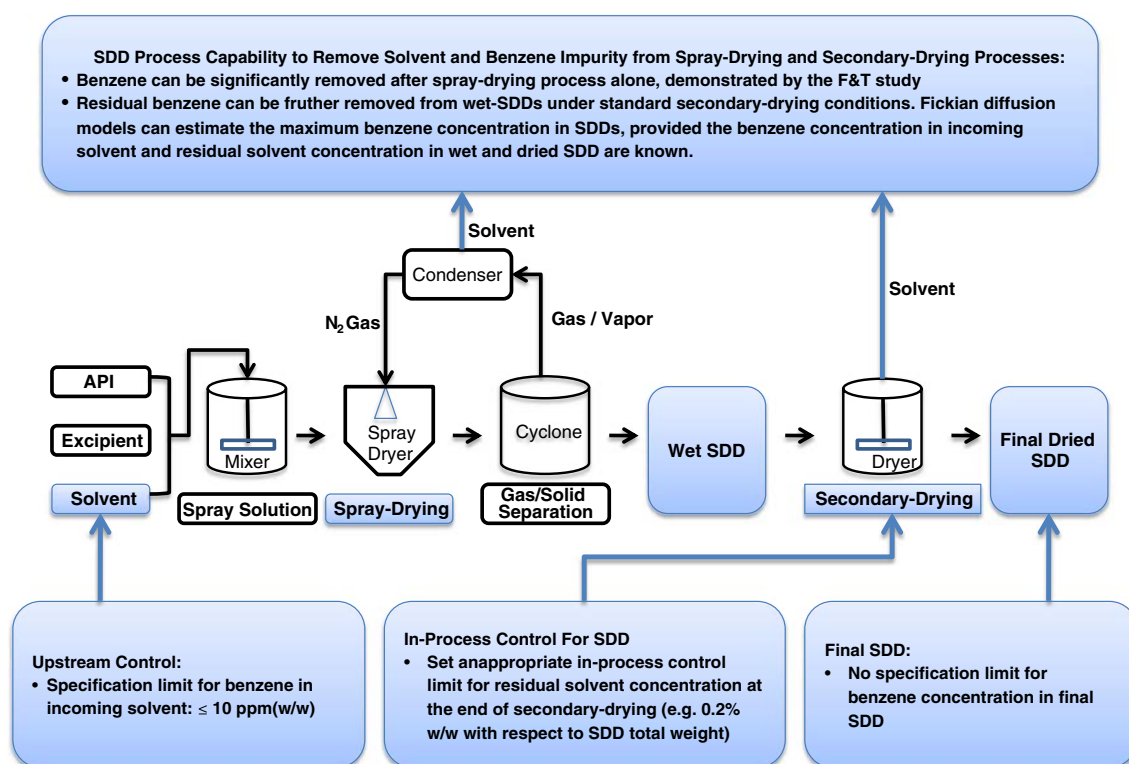 SDD Process Capability to Remove Solvent and Benzene Impurity from Spray-Drying and Secondary-Drying Processes:
• Benzene can be significantly removed after spray-drying process alone, demonstrated by the F&T study
• Residual benzene can be fruther removed from wet-SDDs under standard secondary-drying conditions. Fickian diffusion
models can estimate the maximum benzene concentration in SDDs, provided the benzene concentration in incoming
solvent and residual solvent concentration in wet and dried SDD are known.
Solvent
Condenser
Solvent
N₂ Gas
Gas / Vapor
API
Excipient
Solvent
Mixer
Spray Solution
Spray
Dryer
Spray-Drying
Cyclone
Gas/Solid
Separation
Wet SDD
Dryer
Secondary-Drying
Final Dried
SDD
Upstream Control:
• Specification limit for benzene in
incoming solvent: ≤ 10 ppm(w/w)
In-Process Control For SDD
• Set anappropriate in-process control
limit for residual solvent concentration at
the end of secondary-drying (e.g. 0.2%
w/w with respect to SDD total weight)
Final SDD:
• No specification limit for
benzene concentration in final
SDD